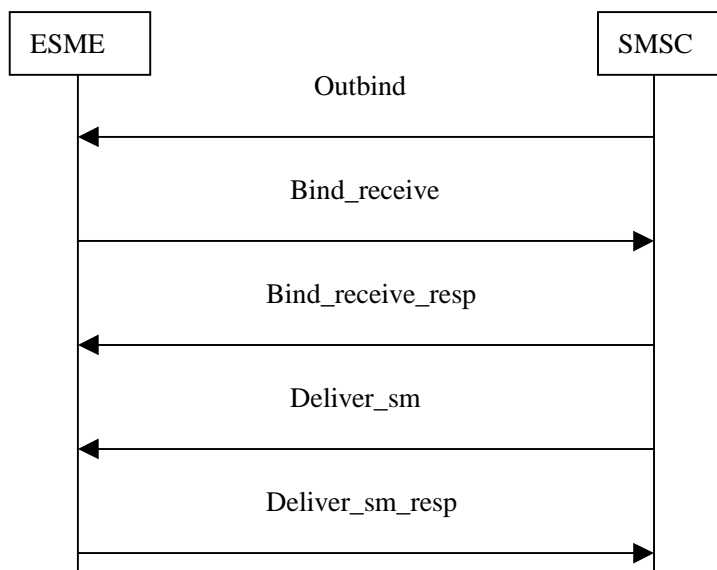 ESME
SMSC
Outbind
Bind_receive
Bind_receive_resp
Deliver_sm
Deliver_sm_resp